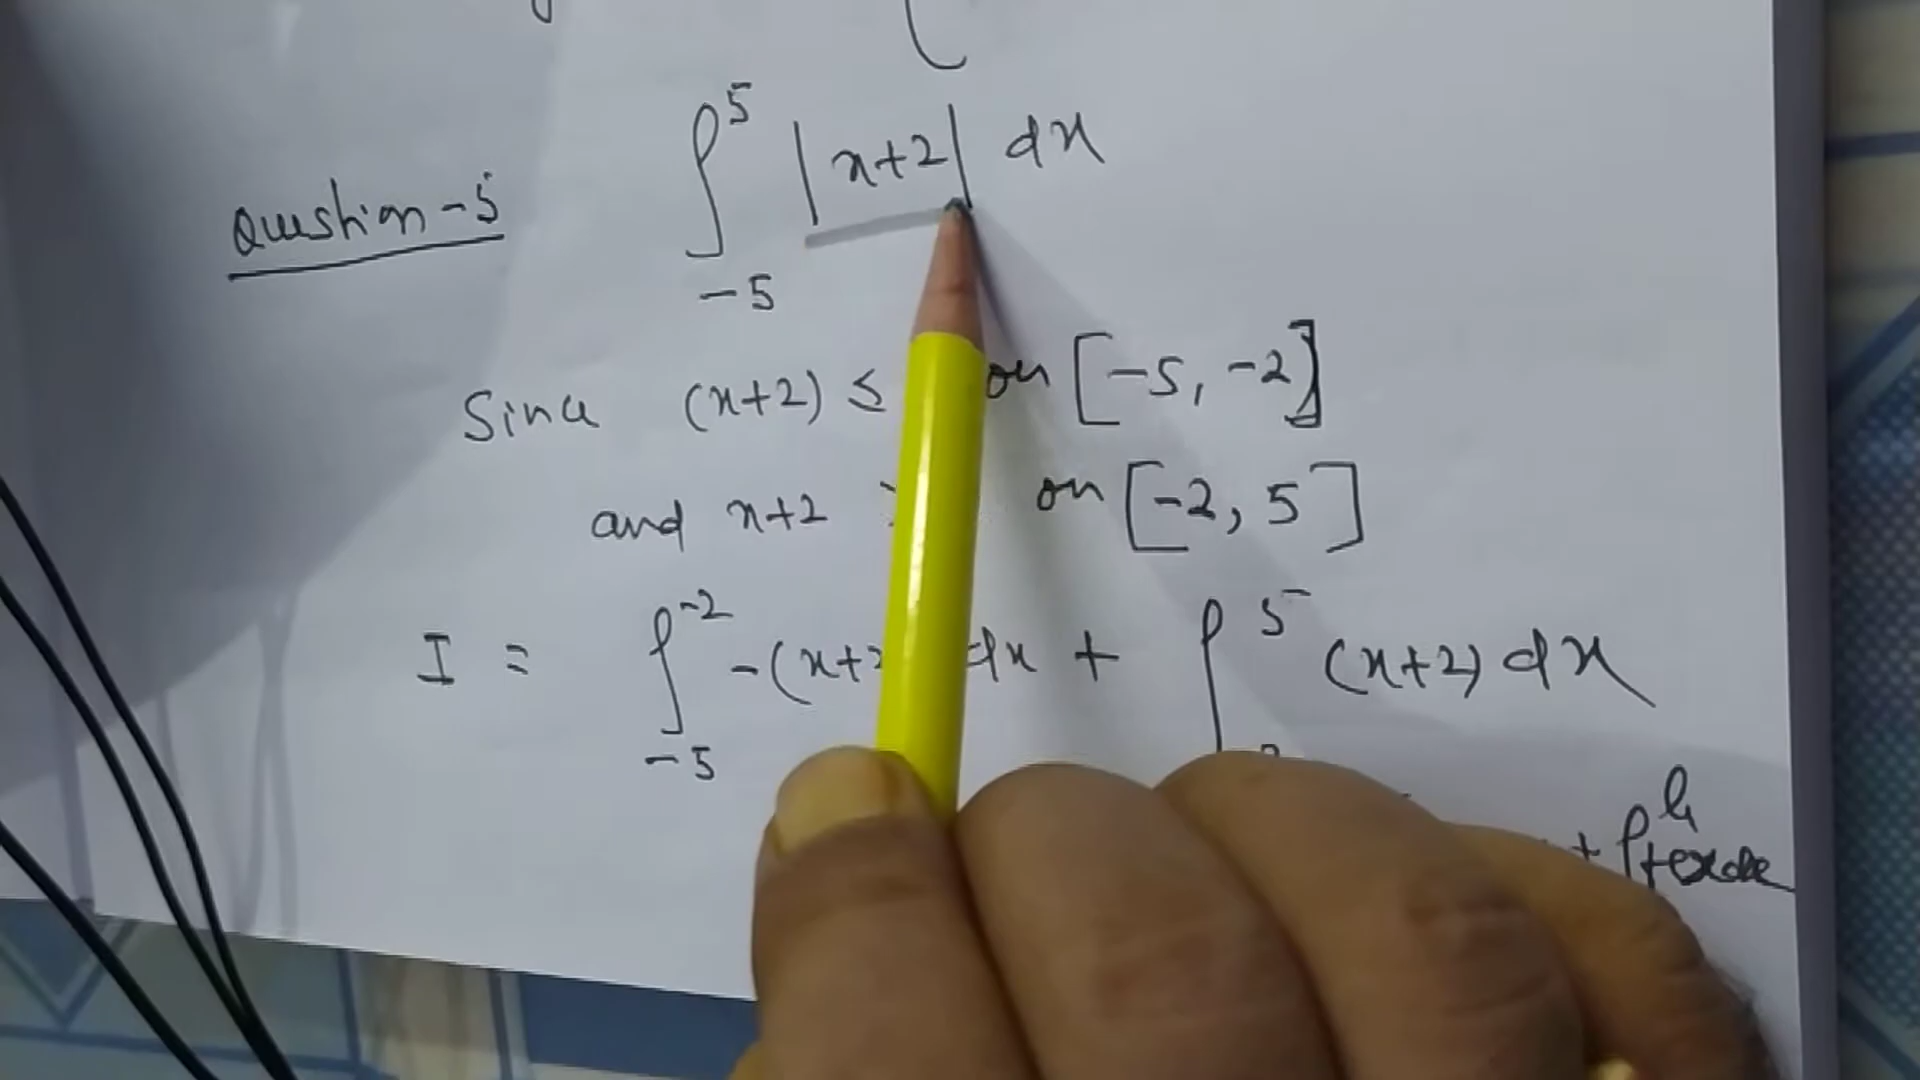 Question-5 ∫_{-5}^{5} |x+2| dx
Since (x+2) ≤ on [-5, -2]
and x+2 on [-2, 5]
I = ∫_{-5}^{-2} -(x+2 dx + ∫^{5} (x+2) dx
+ ∫